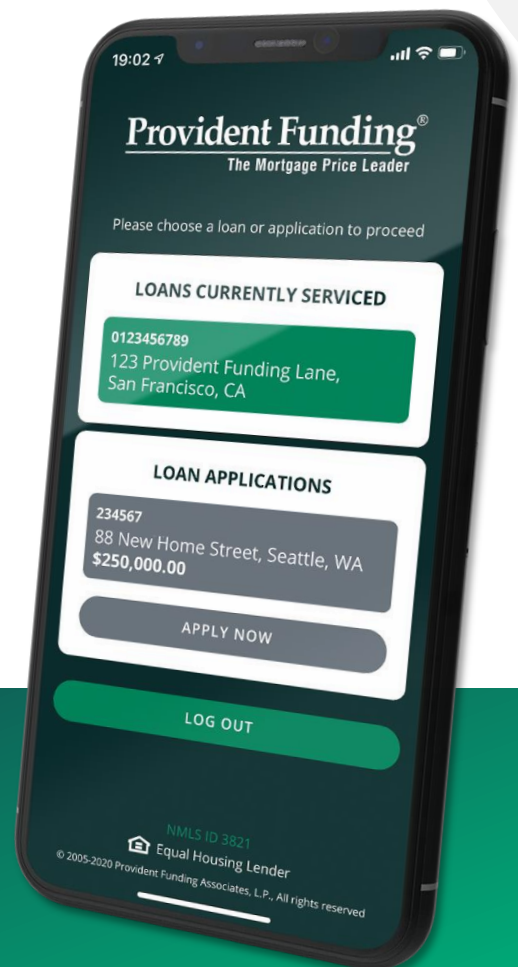 19:02
Provident Funding®
The Mortgage Price Leader
Please choose a loan or application to proceed
LOANS CURRENTLY SERVICED
0123456789
123 Provident Funding Lane,
San Francisco, CA
LOAN APPLICATIONS
234567
88 New Home Street, Seattle, WA
$250,000.00
APPLY NOW
LOG OUT
NMLS ID 3821
Equal Housing Lender
© 2005-2020 Provident Funding Associates, L.P., All rights reserved